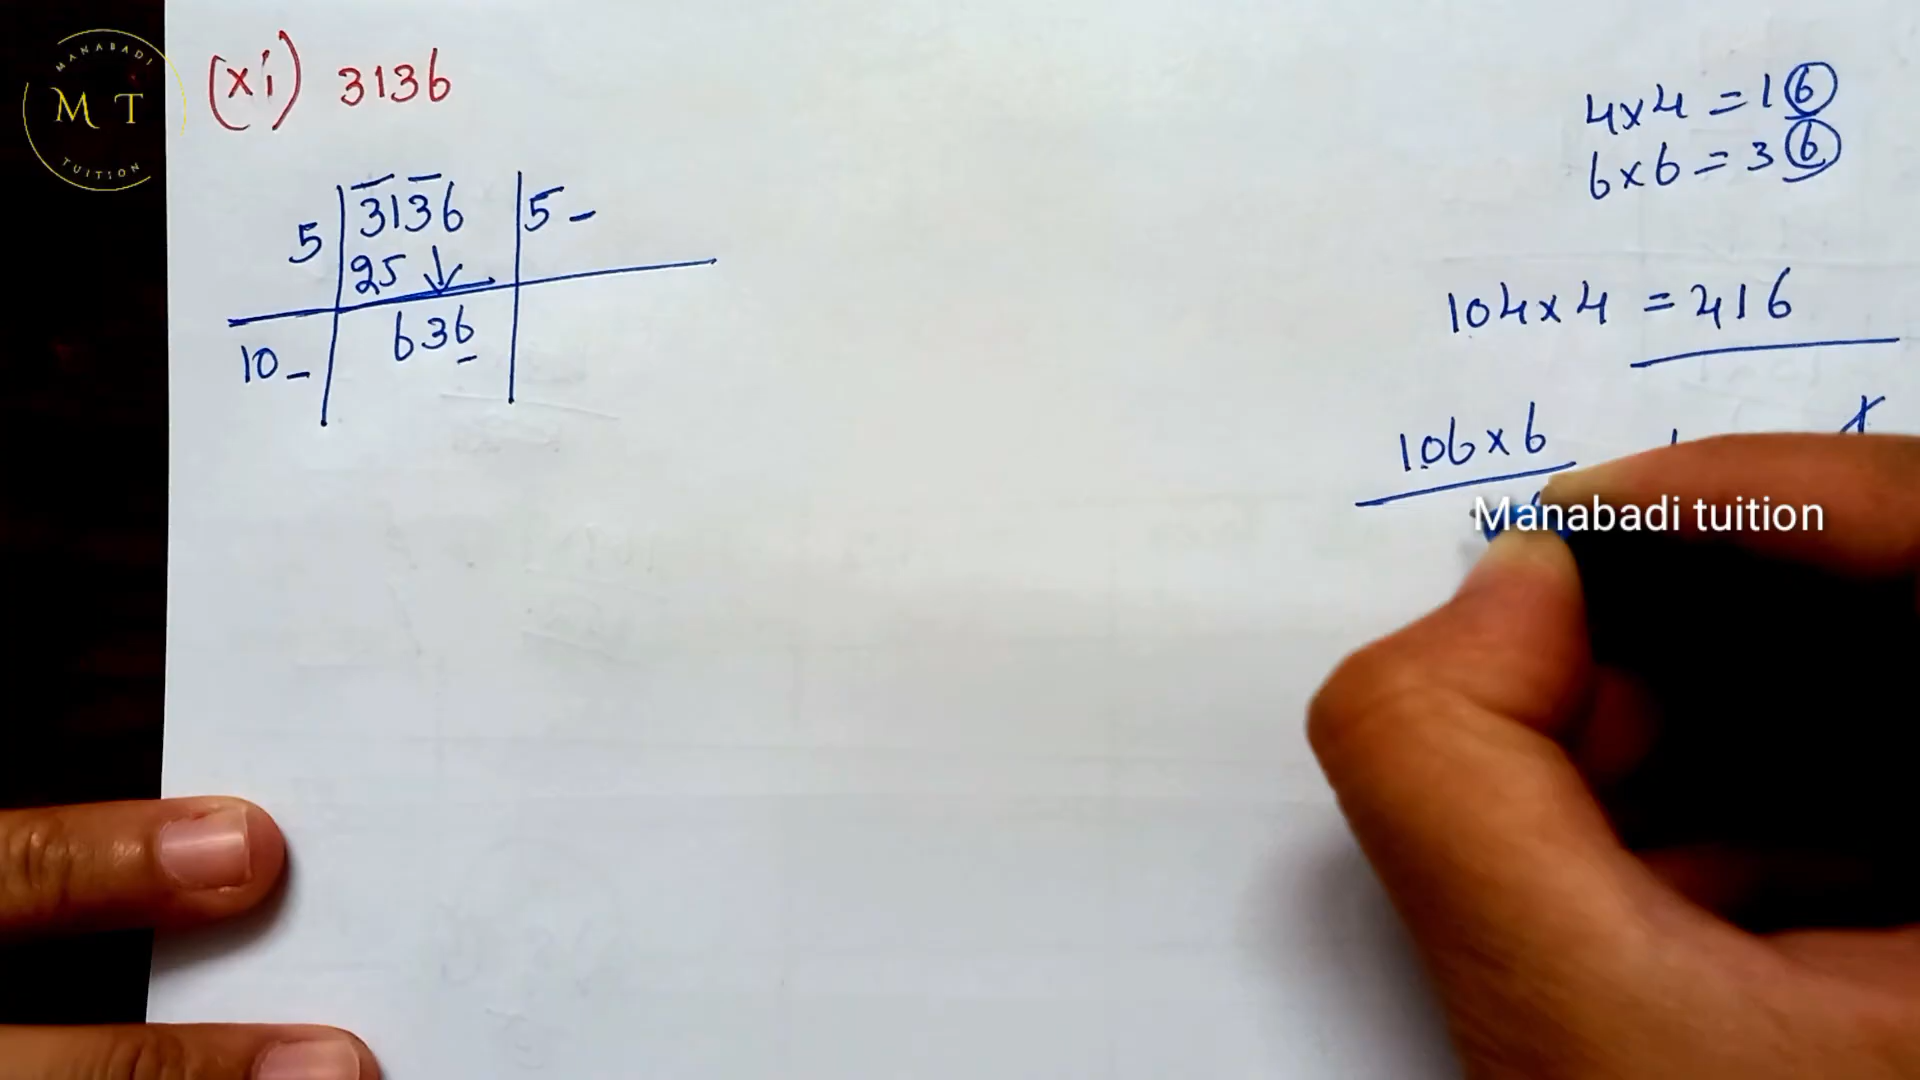 MANABADI
M T
TUITION
(xi) 3136
5 3136 5 _
25
10 _ 636
4x4 = 16
6x6 = 36
104x4 = 416
106x6
Manabadi tuition